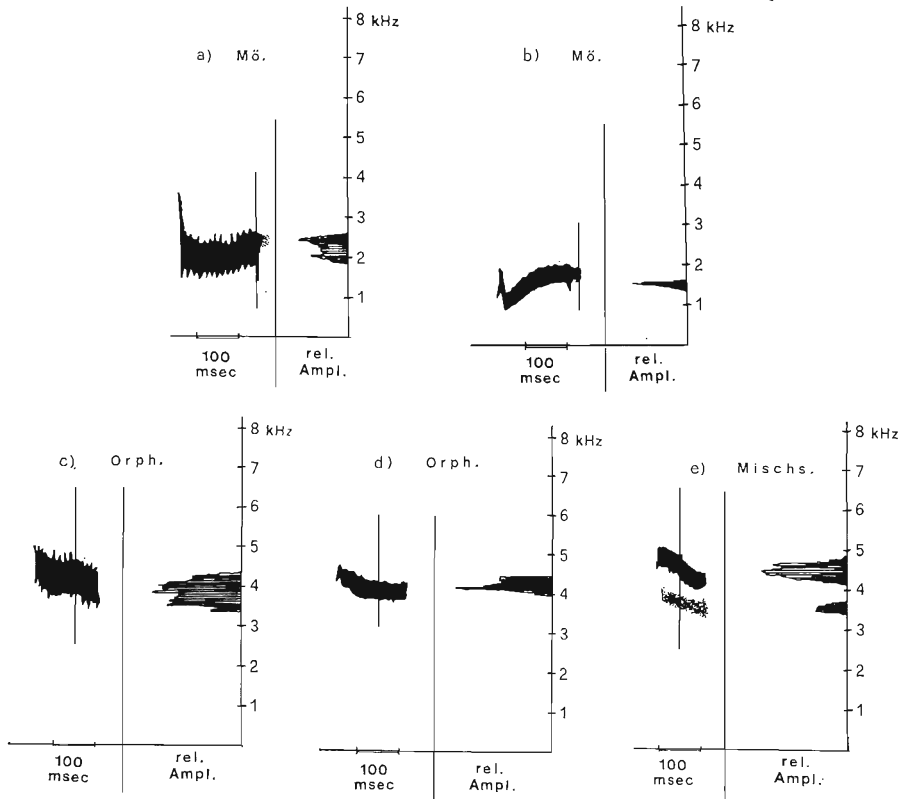 8 kHz
a) Mö.
7
6
5
4
3
2
1
100
msec
rel.
Ampl.
8 kHz
b) Mö.
7
6
5
4
3
2
1
100
msec
rel.
Ampl.
8 kHz
c) Orph.
7
6
5
4
3
2
1
100
msec
rel.
Ampl.
8 kHz
d) Orph.
7
6
5
4
3
2
1
100
msec
rel.
Ampl.
8 kHz
e) Mischs.
7
6
5
4
3
2
1
100
msec
rel.
Ampl.